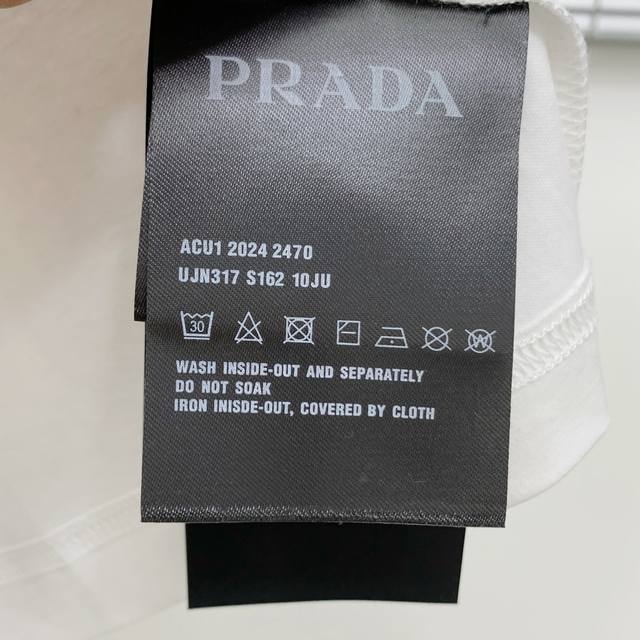 PRADA
ACU1 2024 2470
UJN317 S162 10JU
30 W
WASH INSIDE-OUT AND SEPARATELY
DO NOT SOAK
IRON INISDE-OUT, COVERED BY CLOTH